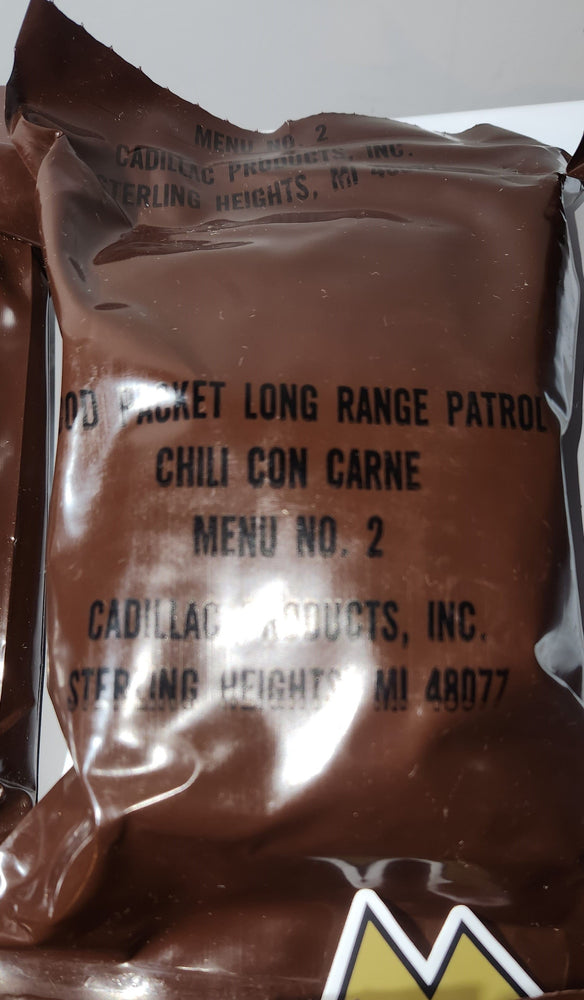 MENU NO. 2
CADILLAC PRODUCTS, INC.
STERLING HEIGHTS, MI
OD PACKET LONG RANGE PATROL
CHILI CON CARNE
MENU NO. 2
CADILLAC PRODUCTS, INC.
STERLING HEIGHTS, MI 48077